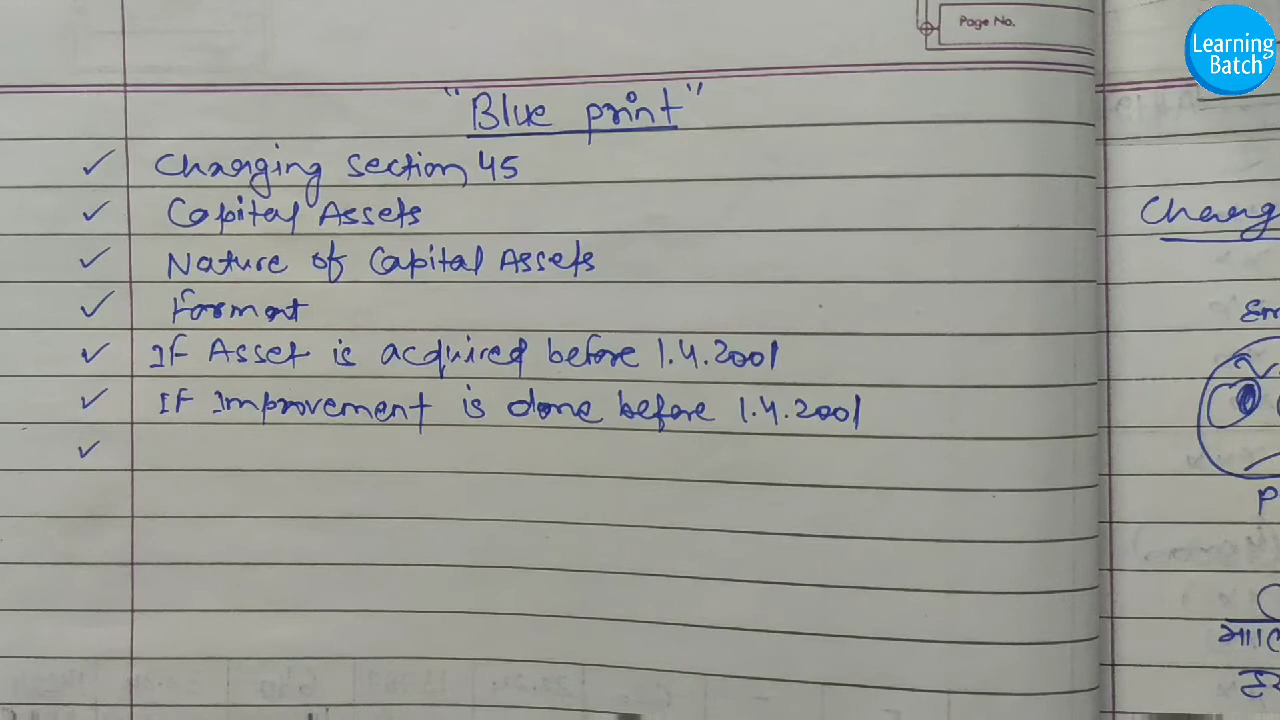 Page No.
Learning
Batch
"Blue print"
✓ Charging Section 45
✓ Capital Assets
✓ Nature of Capital Assets
✓ Format
✓ If Asset is acquired before 1.4.2001
✓ If Improvement is done before 1.4.2001
✓